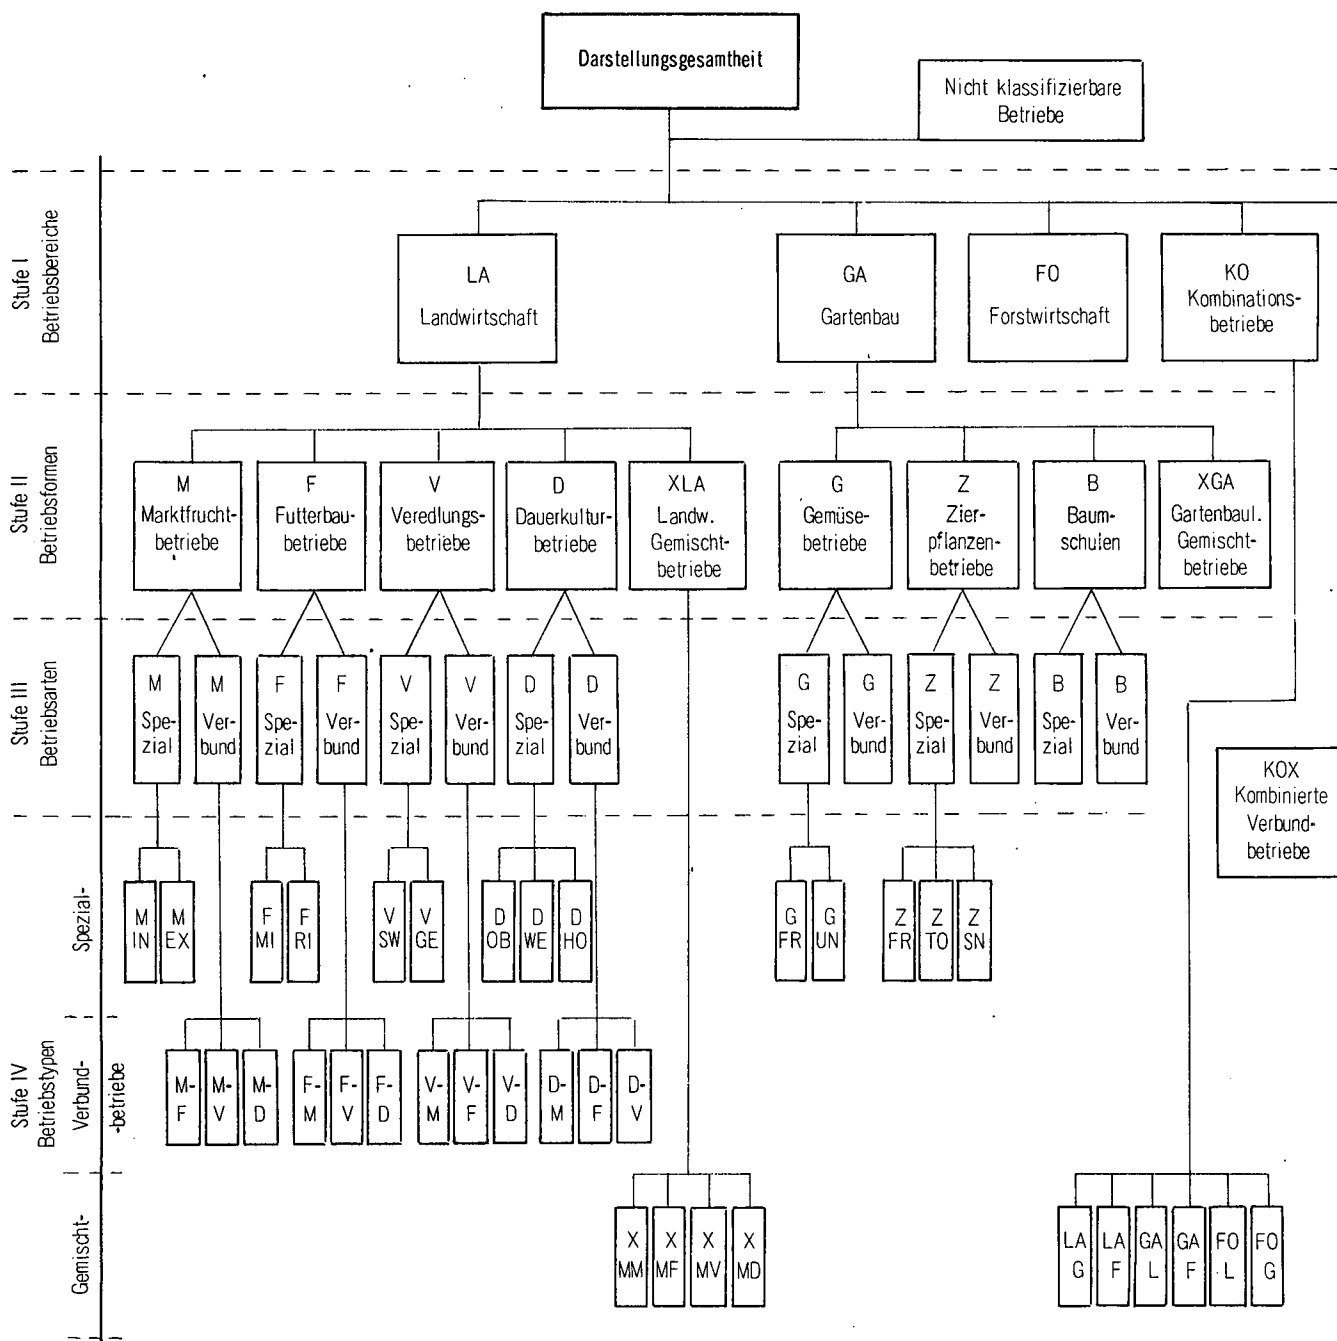 Darstellungsgesamtheit
Nicht klassifizierbare
Betriebe
Stufe I
Betriebsbereiche
LA
Landwirtschaft
GA
Gartenbau
FO
Forstwirtschaft
KO
Kombinations-
betriebe
Stufe II
Betriebsformen
M
Marktfrucht-
betriebe
F
Futterbau-
betriebe
V
Veredlungs-
betriebe
D
Dauerkultur-
betriebe
XLA
Landw.
Gemischt-
betriebe
G
Gemüse-
betriebe
Z
Zier-
pflanzen-
betriebe
B
Baum-
schulen
XGA
Gartenbaul.
Gemischt-
betriebe
Stufe III
Betriebsarten
M
Spe-
zial
M
Ver-
bund
F
Spe-
zial
F
Ver-
bund
V
Spe-
zial
V
Ver-
bund
D
Spe-
zial
D
Ver-
bund
G
Spe-
zial
G
Ver-
bund
Z
Spe-
zial
Z
Ver-
bund
B
Spe-
zial
B
Ver-
bund
KOX
Kombinierte
Verbund-
betriebe
Stufe IV
Betriebstypen
Spezial-
M
IN
M
EX
F
MI
F
RI
V
SW
V
GE
D
OB
D
WE
D
HO
G
FR
G
UN
Z
FR
Z
TO
Z
SN
Verbund-
-betriebe
M-
F
M-
V
M-
D
F-
M
F-
V
F-
D
V-
M
V-
F
V-
D
D-
M
D-
F
D-
V
Gemischt-
X
MM
X
MF
X
MV
X
MD
LA
G
LA
F
GA
L
GA
F
FO
L
FO
G